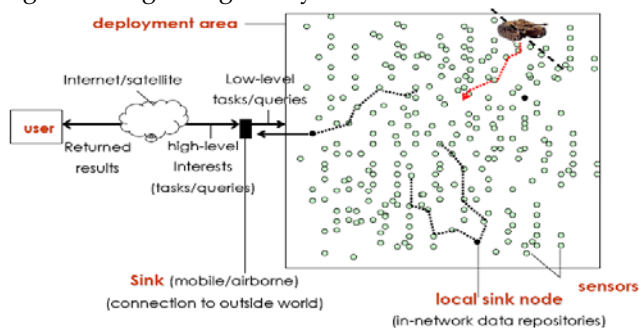 deployment area
Internet/satellite
Low-level
tasks/queries
user
Returned
results
high-level
Interests
(tasks/queries)
Sink (mobile/airborne)
(connection to outside world)
sensors
local sink node
(in-network data repositories)